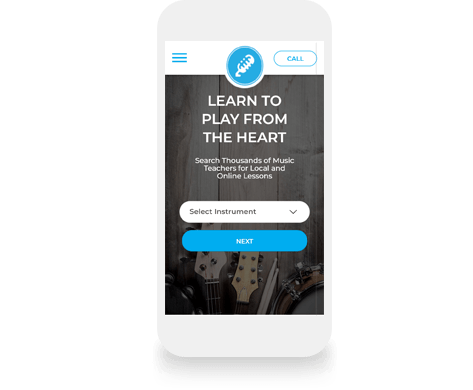 CALL
LEARN TO
PLAY FROM
THE HEART
Search Thousands of Music
Teachers for Local and
Online Lessons
Select Instrument
NEXT